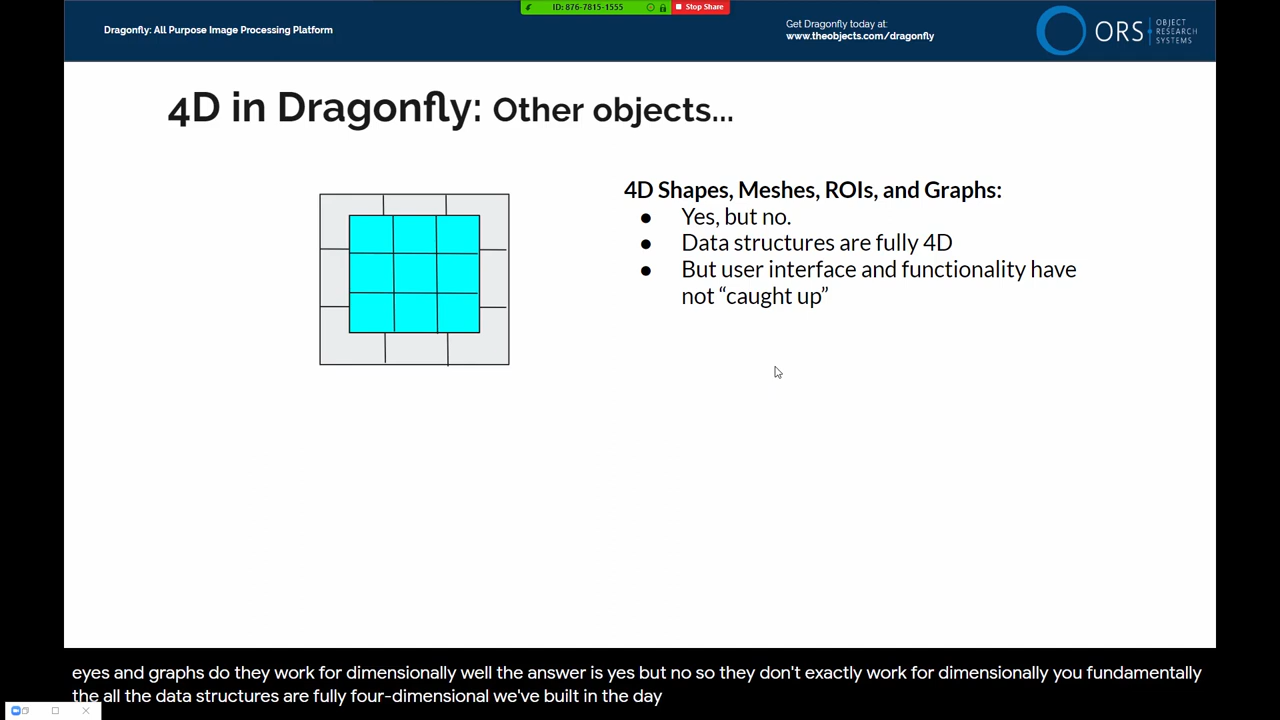 ID: 876-7815-1555
Stop Share
Dragonfly: All Purpose Image Processing Platform
Get Dragonfly today at:
www.theobjects.com/dragonfly
ORS
OBJECT
RESEARCH
SYSTEMS
4D in Dragonfly: Other objects...
4D Shapes, Meshes, ROIs, and Graphs:
● Yes, but no.
● Data structures are fully 4D
● But user interface and functionality have
not “caught up”
eyes and graphs do they work for dimensionally well the answer is yes but no so they don't exactly work for dimensionally you fundamentally
the all the data structures are fully four-dimensional we've built in the day